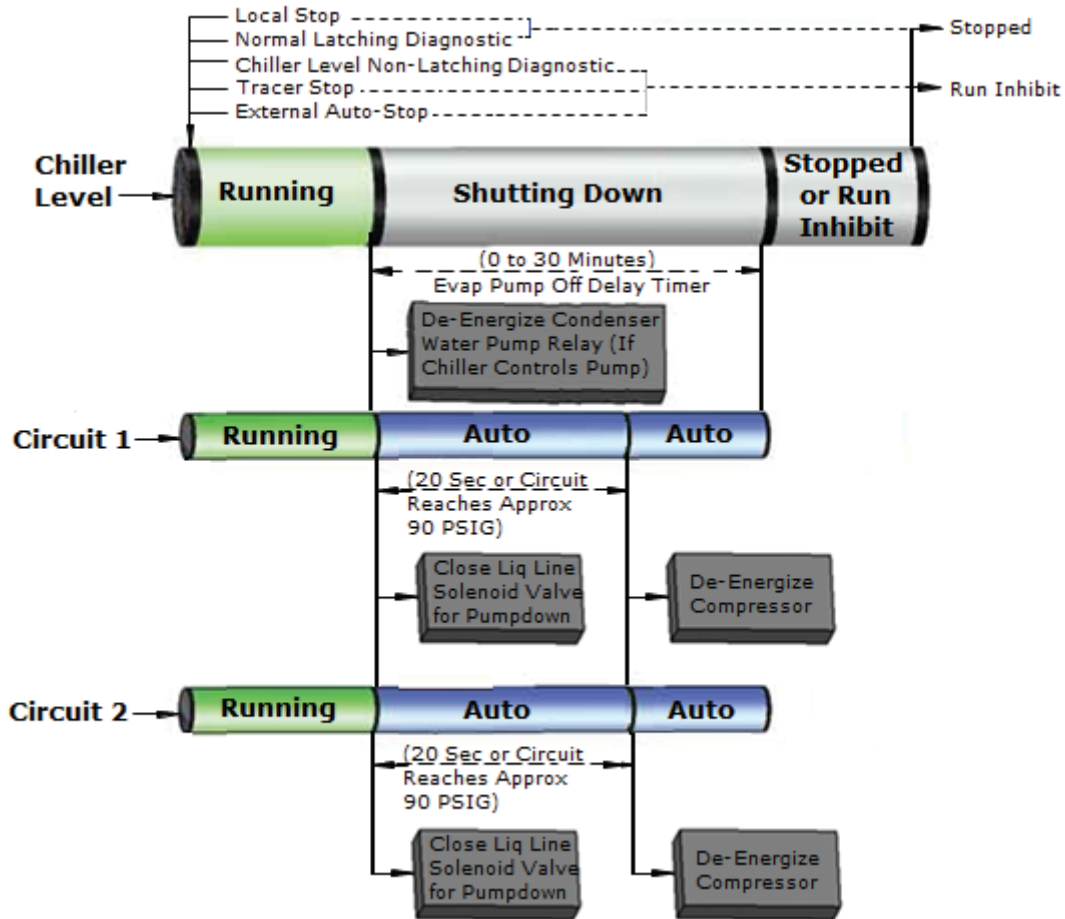 Local Stop
Stopped
Normal Latching Diagnostic
Chiller Level Non-Latching Diagnostic
Tracer Stop
Run Inhibit
External Auto-Stop
Chiller
Level
Running
Shutting Down
Stopped
or Run
Inhibit
(0 to 30 Minutes)
Evap Pump Off Delay Timer
De-Energize Condenser
Water Pump Relay (If
Chiller Controls Pump)
Circuit 1
Running
Auto
Auto
(20 Sec or Circuit
Reaches Approx
90 PSIG)
Close Liq Line
Solenoid Valve
for Pumpdown
De-Energize
Compressor
Circuit 2
Running
Auto
Auto
(20 Sec or Circuit
Reaches Approx
90 PSIG)
Close Liq Line
Solenoid Valve
for Pumpdown
De-Energize
Compressor